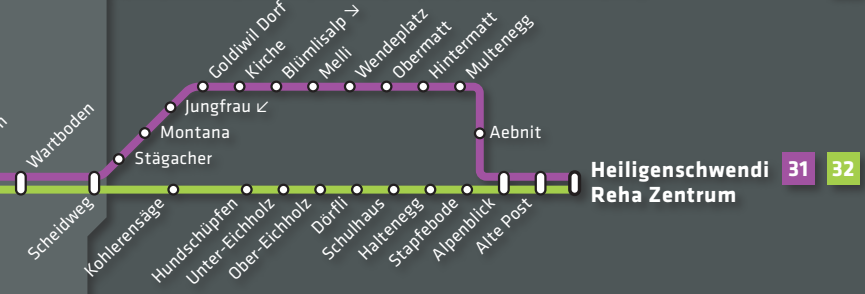 Goldiwil Dorf
Kirche
Blümlisalp ↘
Melli
Wendeplatz
Obermatt
Hintermatt
Multenegg
Jungfrau ↙
Wartboden
Montana
Aebnit
Stägacher
Heiligenschwendi 31 32
Reha Zentrum
Scheidweg
Kohlerensäge
Hundschüpfen
Unter-Eichholz
Ober-Eichholz
Dörfli
Schulhaus
Haltenegg
Stapfebode
Alpenblick
Alte Post